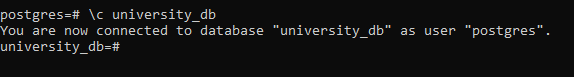 postgres=# \c university_db
You are now connected to database "university_db" as user "postgres".
university_db=#